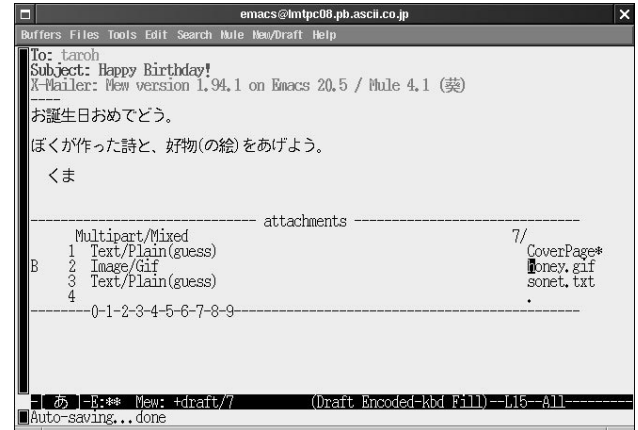 emacs@lmtpc08.pb.ascii.co.jp
Buffers Files Tools Edit Search Mule Mew/Draft Help
To: taroh
Subject: Happy Birthday!
X-Mailer: Mew version 1.94.1 on Emacs 20.5 / Mule 4.1 (葵)
----
お誕生日おめでとう。
ぼくが作った詩と、好物(の絵)をあげよう。
くま
------------------------------ attachments ------------------------------
Multipart/Mixed 7/
1 Text/Plain(guess) CoverPage*
B 2 Image/Gif honey.gif
3 Text/Plain(guess) sonet.txt
4 .
--------0-1-2-3-4-5-6-7-8-9----------------------------------------------
-[ あ ]-E:** Mew: +draft/7 (Draft Encoded-kbd Fill)--L15--All---------
Auto-saving...done